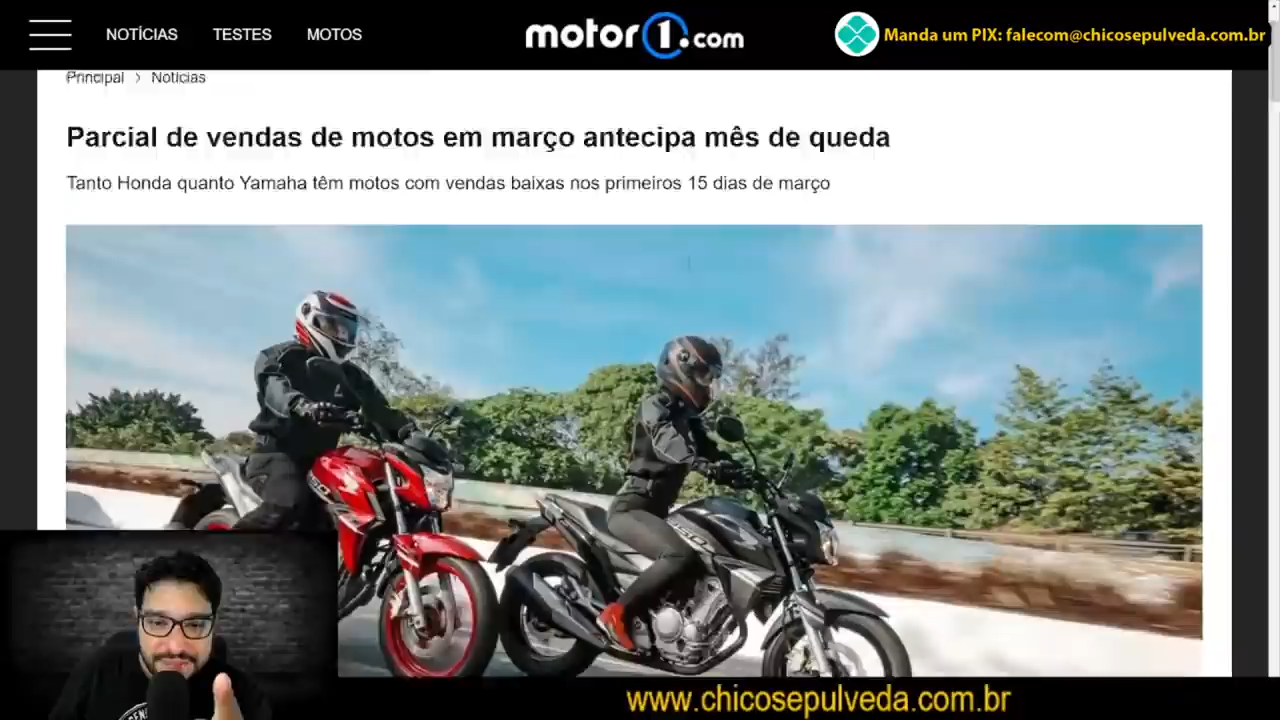 NOTÍCIAS TESTES MOTOS motor1.com Manda um PIX: falecom@chicosepulveda.com.br
Principal > Notícias
Parcial de vendas de motos em março antecipa mês de queda
Tanto Honda quanto Yamaha têm motos com vendas baixas nos primeiros 15 dias de março
www.chicosepulveda.com.br